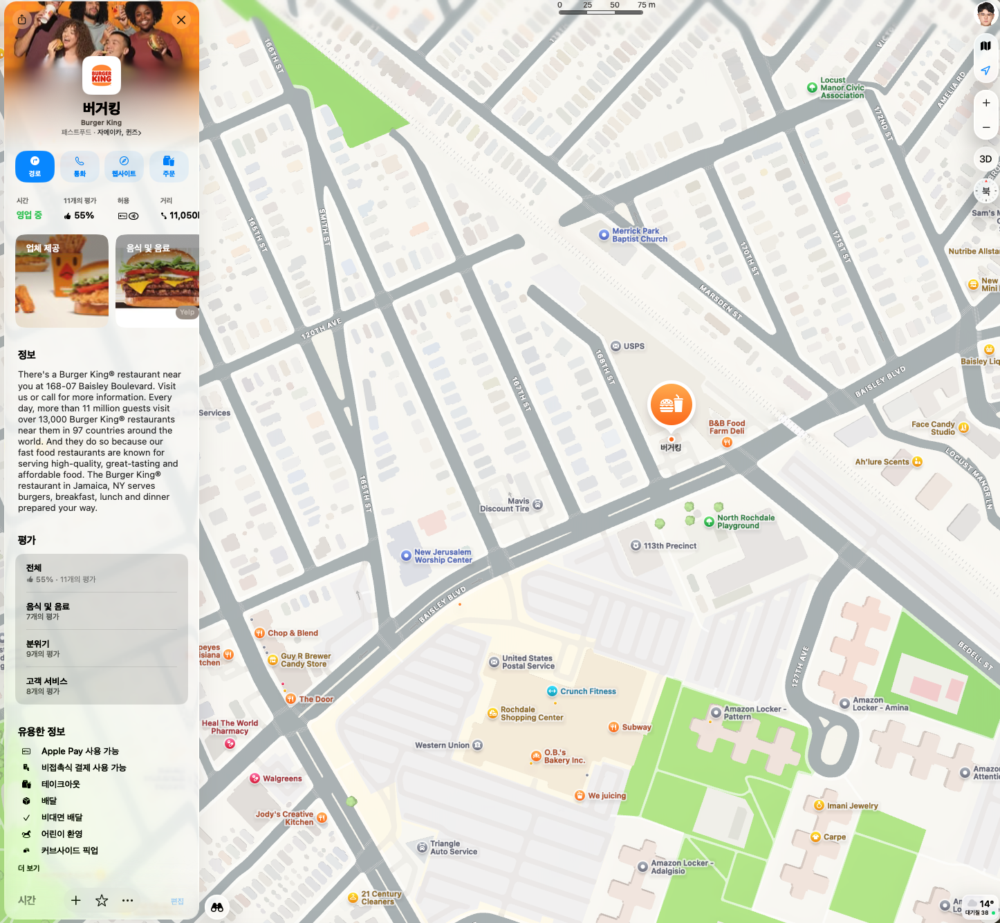 BURGER
KING
버거킹
Burger King
패스트푸드 · 자메이카, 퀸즈>
경로
통화
웹사이트
주문
시간
영업 중
11개의 평가
55%
허용
거리
업체 제공
음식 및 음료
Yelp
정보
There's a Burger King® restaurant near
you at 168-07 Baisley Boulevard. Visit
us or call for more information. Every
day, more than 11 million guests visit
over 13,000 Burger King® restaurants
near them in 97 countries around the
world. And they do so because our
fast food restaurants are known for
serving high-quality, great-tasting and
affordable food. The Burger King®
restaurant in Jamaica, NY serves
burgers, breakfast, lunch and dinner
prepared your way.
평가
전체
55% · 11개의 평가
음식 및 음료
7개의 평가
분위기
9개의 평가
고객 서비스
8개의 평가
유용한 정보
Apple Pay 사용 가능
비접촉식 결제 사용 가능
테이크아웃
배달
비대면 배달
어린이 환영
커브사이드 픽업
더 보기
시간
편집
0 25 50 75 m
3D
북
166TH ST
165TH ST
SMITH ST
120TH AVE
167TH ST
168TH ST
165TH ST
Locust
Manor Civic
Association
172ND ST
AMELIA RD
171ST ST
170TH ST
MARSDEN ST
Merrick Park
Baptist Church
Sam's
Nutribe
New
Mini
Baisley
BAISLEY BLVD
USPS
버거킹
B&B Food
Farm Deli
Face Candy
Studio
Ah'lure Scents
LOCUST MANOR LN
Services
Mavis
Discount Tire
North Rochdale
Playground
113th Precinct
New Jerusalem
Worship Center
BAISLEY BLVD
Chop & Blend
Guy R Brewer
Candy Store
The Door
Heal The World
Pharmacy
Walgreens
Jody's Creative
Kitchen
United States
Postal Service
Crunch Fitness
Rochdale
Shopping Center
Subway
Western Union
O.B.'s
Bakery Inc.
We juicing
Triangle
Auto Service
21 Century
Cleaners
127TH AVE
BEDELL ST
Amazon Locker -
Pattern
Amazon
Locker - Amina
Imani Jewelry
Carpe
Amazon Locker -
Adalgisio
14°
대기질 38